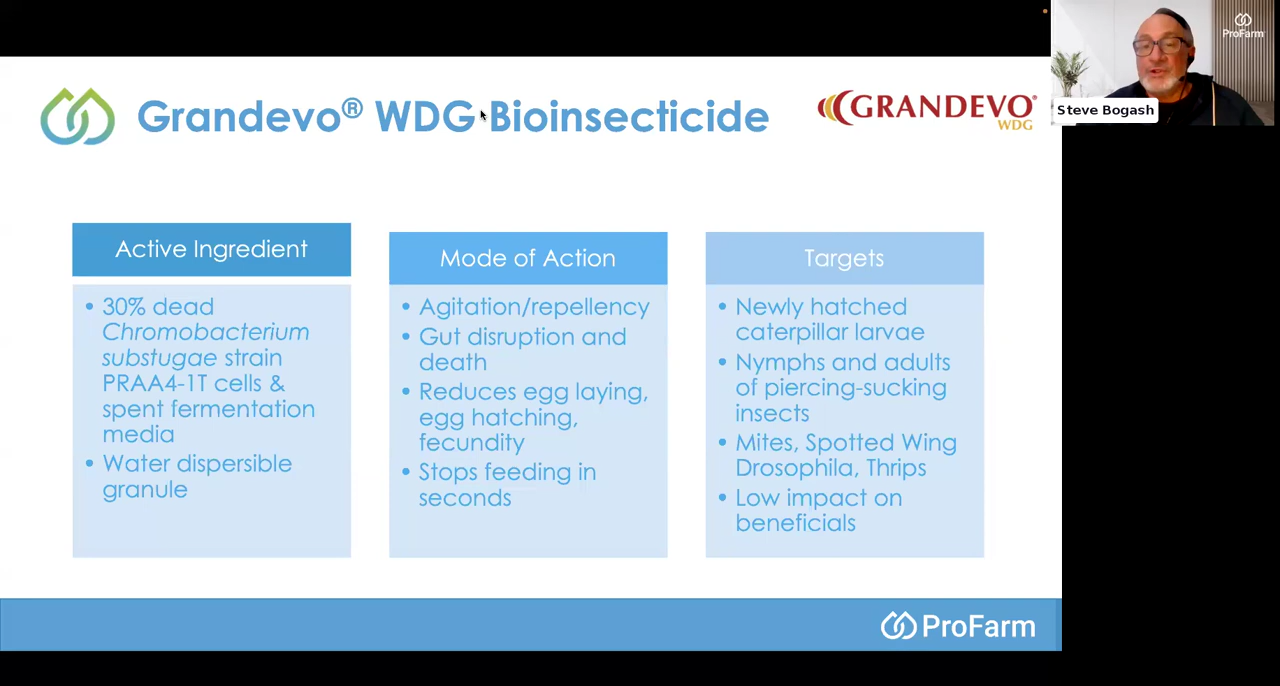 Grandevo® WDG Bioinsecticide
GRANDEVO®
WDG
ProFarm
Steve Bogash
Active Ingredient
• 30% dead
Chromobacterium
substugae strain
PRAA4-1T cells &
spent fermentation
media
• Water dispersible
granule
Mode of Action
• Agitation/repellency
• Gut disruption and
death
• Reduces egg laying,
egg hatching,
fecundity
• Stops feeding in
seconds
Targets
• Newly hatched
caterpillar larvae
• Nymphs and adults
of piercing-sucking
insects
• Mites, Spotted Wing
Drosophila, Thrips
• Low impact on
beneficials
ProFarm